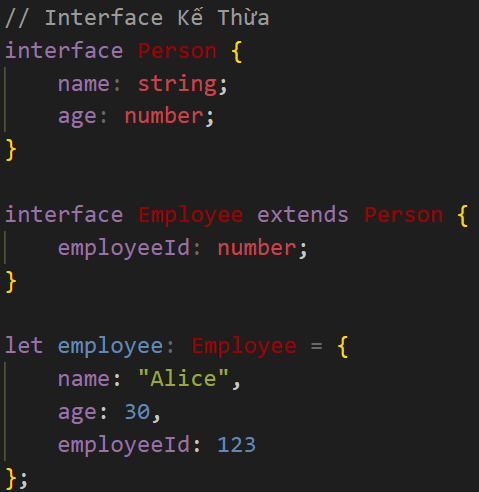 // Interface Kế Thừa
interface Person {
    name: string;
    age: number;
}

interface Employee extends Person {
    employeeId: number;
}

let employee: Employee = {
    name: "Alice",
    age: 30,
    employeeId: 123
};